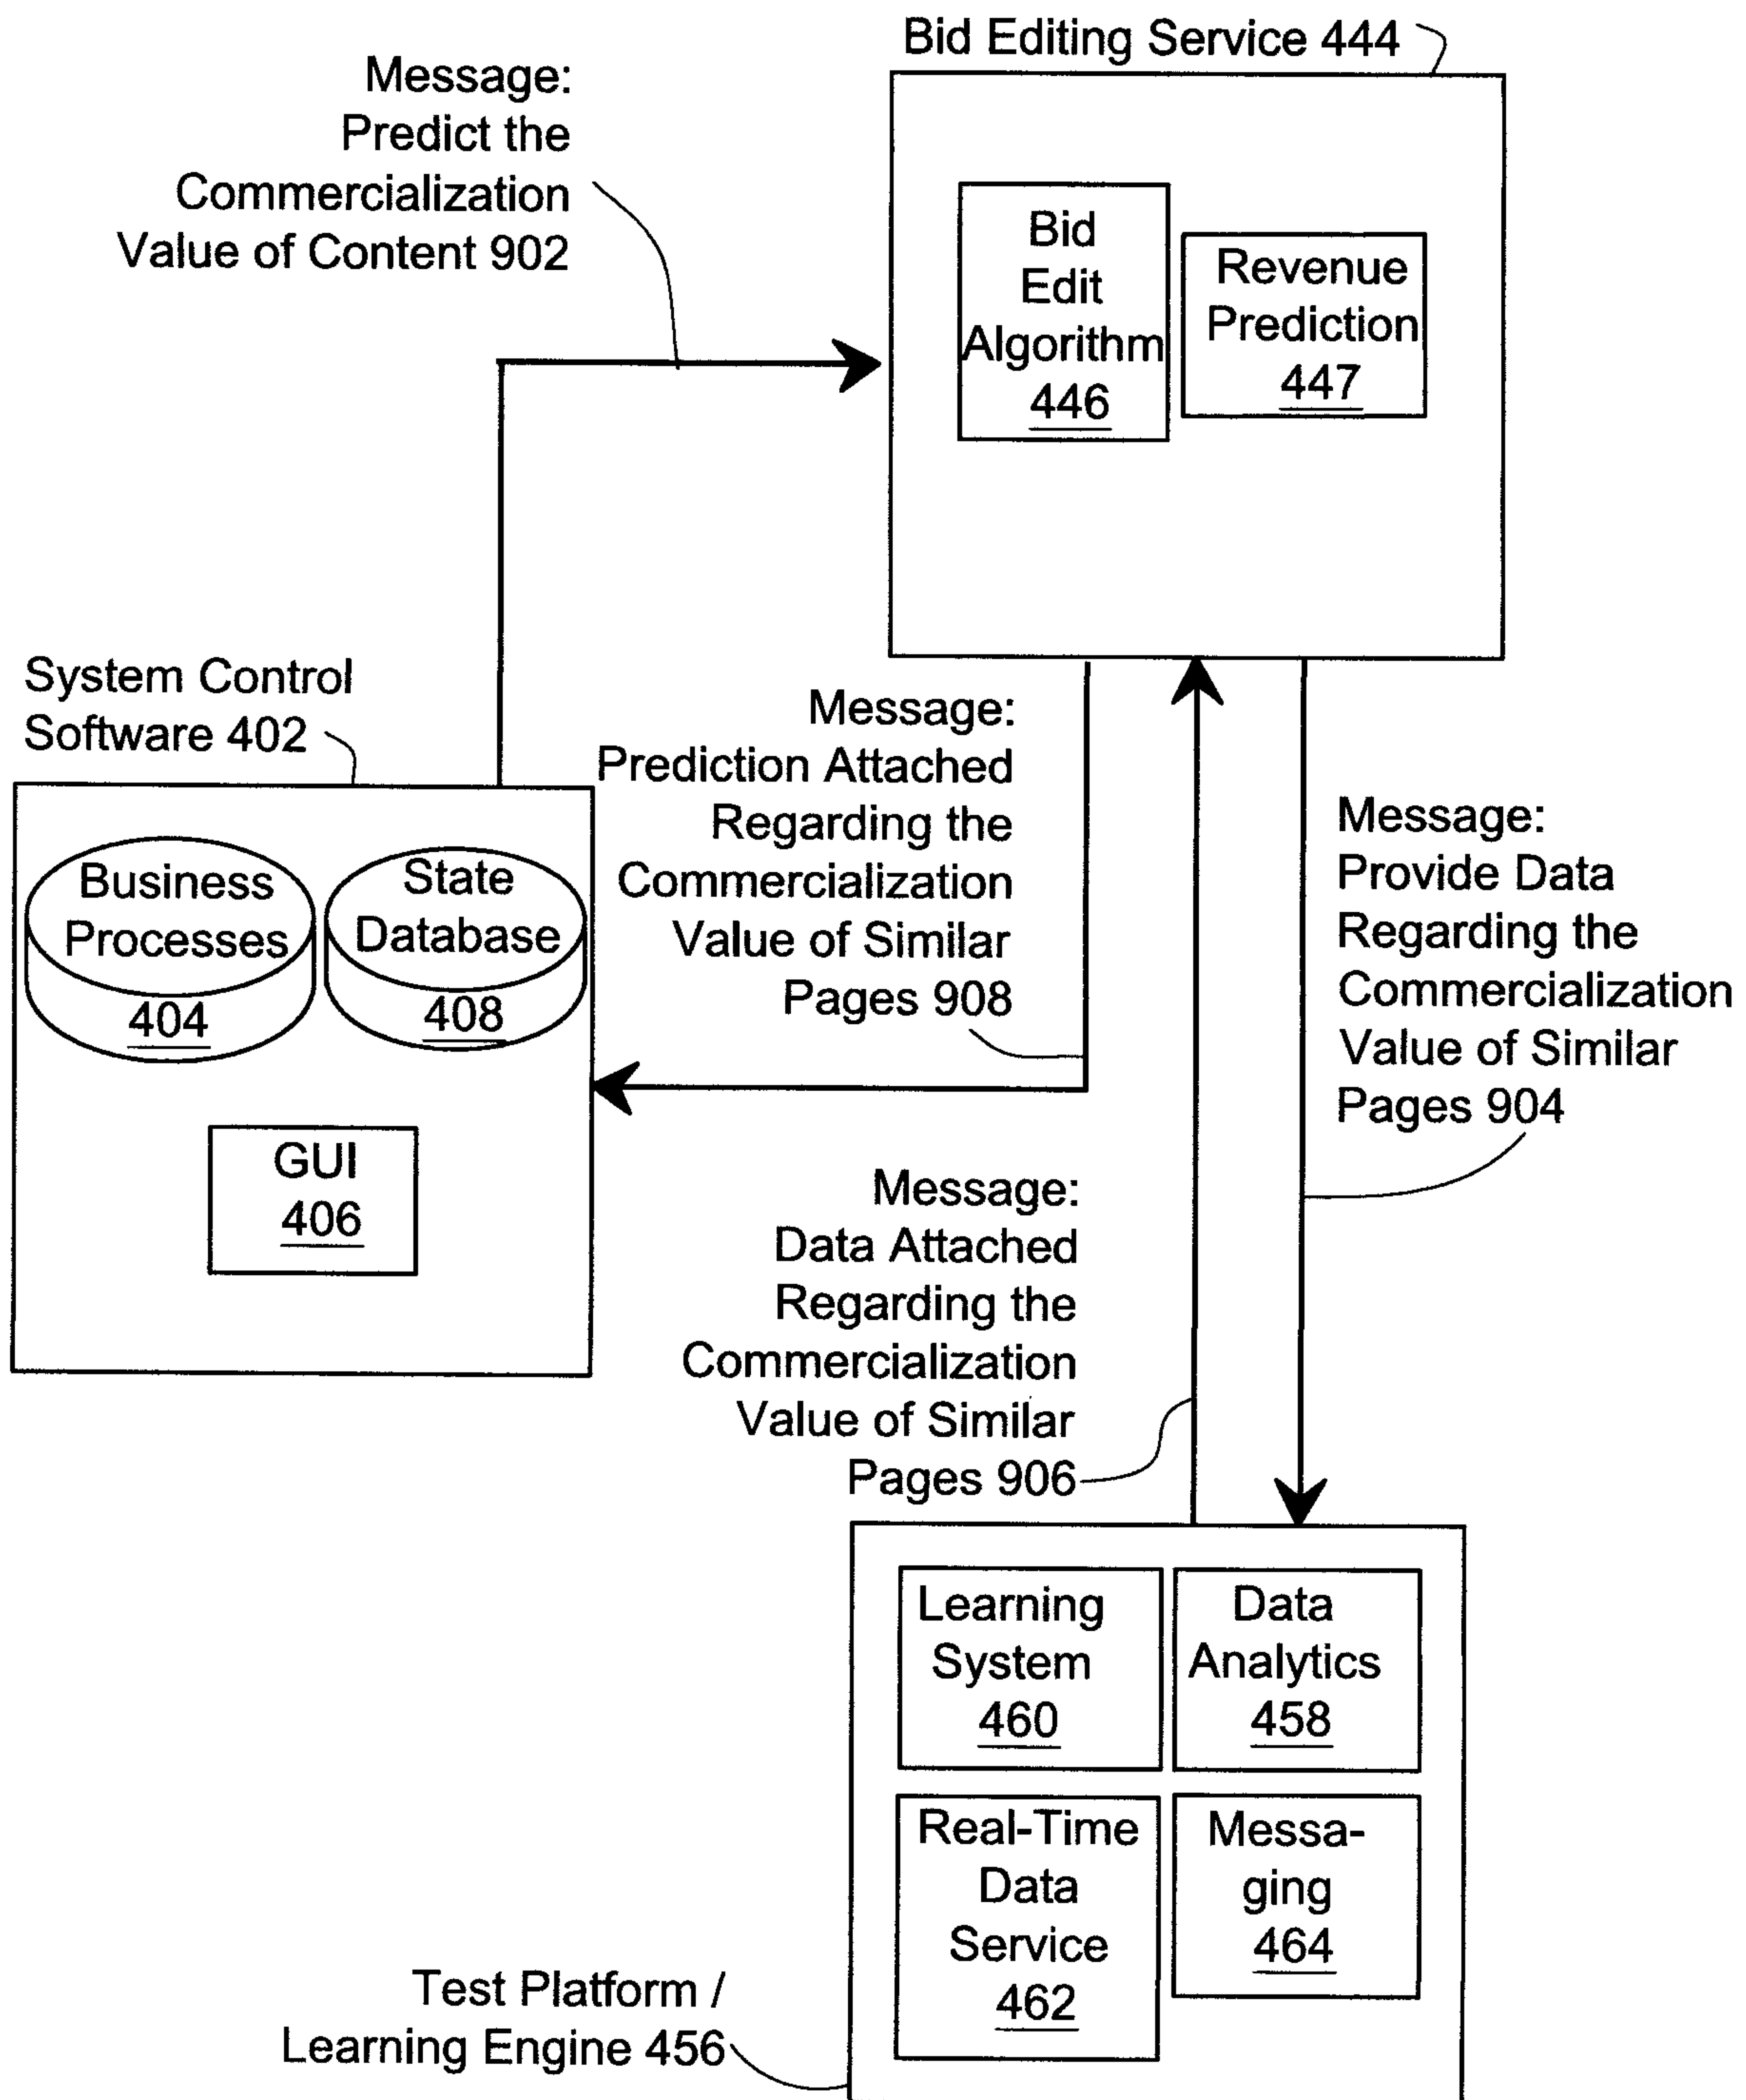 Bid Editing Service 444
Message:
Predict the
Commercialization
Value of Content 902
Bid
Edit
Algorithm
446
Revenue
Prediction
447
System Control
Software 402
Business
Processes
404
State
Database
408
GUI
406
Message:
Prediction Attached
Regarding the
Commercialization
Value of Similar
Pages 908
Message:
Provide Data
Regarding the
Commercialization
Value of Similar
Pages 904
Message:
Data Attached
Regarding the
Commercialization
Value of Similar
Pages 906
Learning
System
460
Data
Analytics
458
Real-Time
Data
Service
462
Messa-
ging
464
Test Platform /
Learning Engine 456